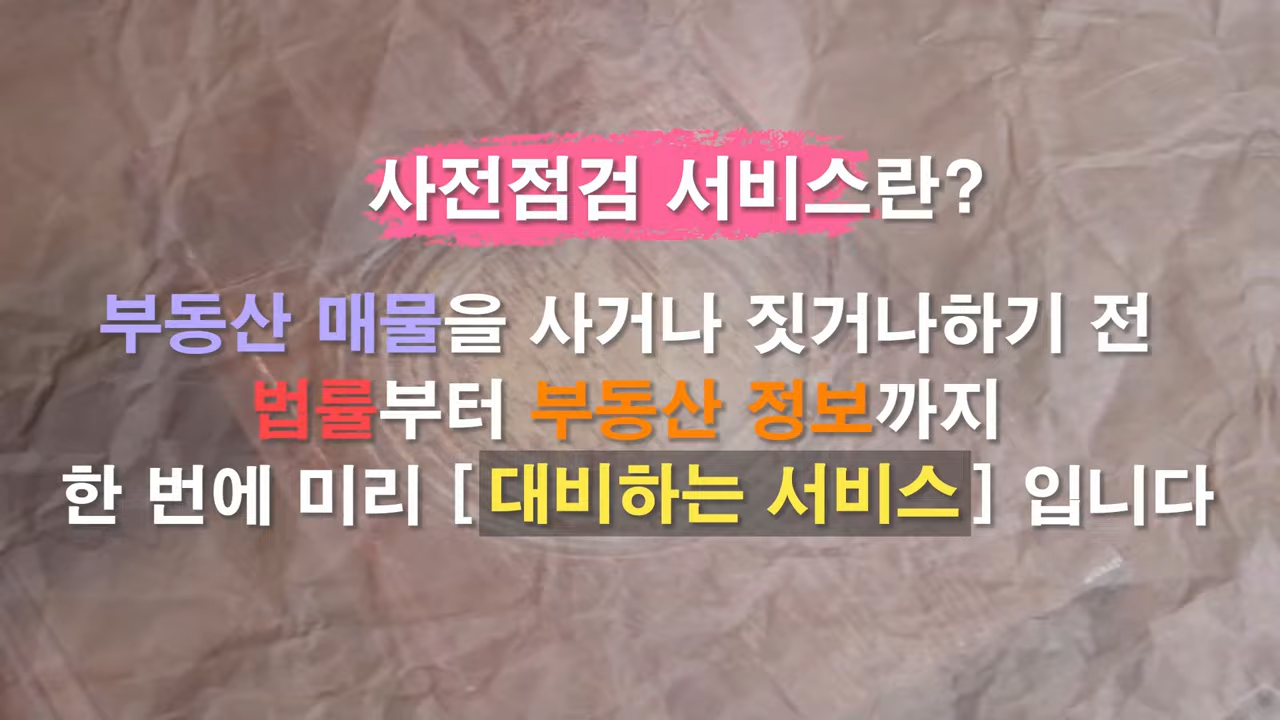 사전점검 서비스란?
부동산 매물을 사거나 짓거나하기 전
법률부터 부동산 정보까지
한 번에 미리 [대비하는 서비스] 입니다